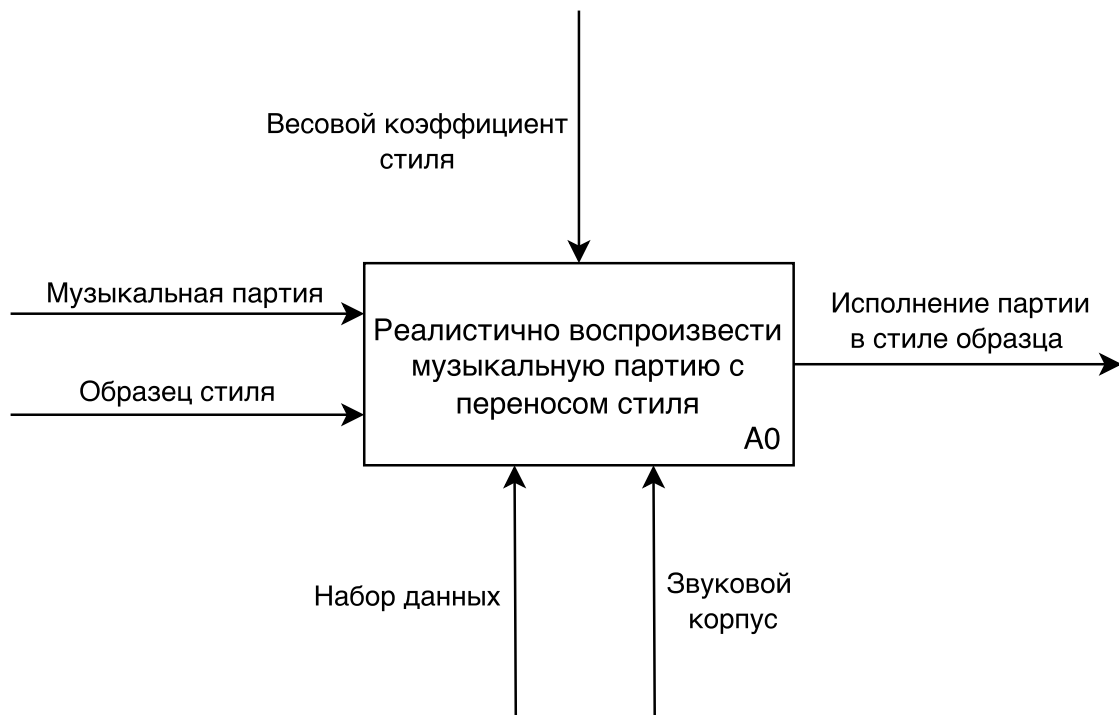 Весовой коэффициент
стиля
Музыкальная партия
Образец стиля
Реалистично воспроизвести
музыкальную партию с
переносом стиля
A0
Исполнение партии
в стиле образца
Набор данных
Звуковой
корпус